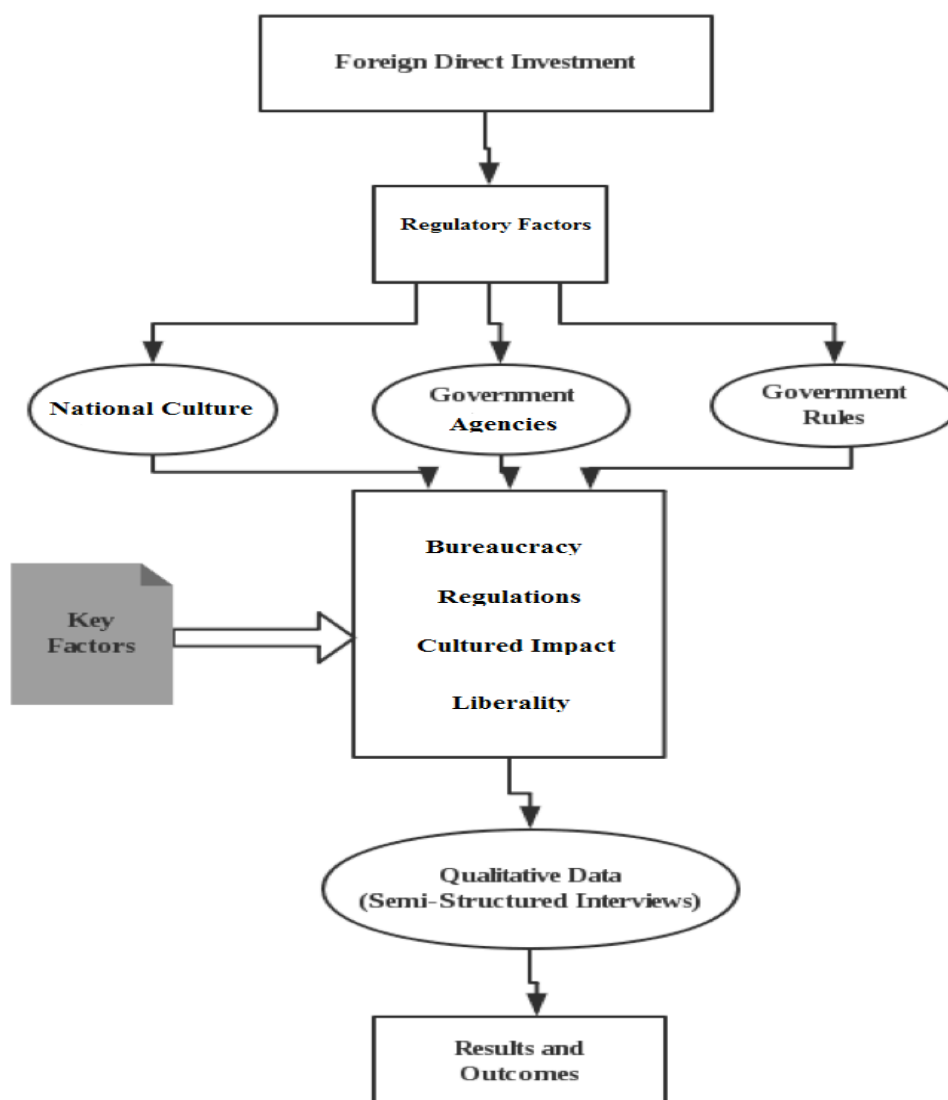 Foreign Direct Investment
Regulatory Factors
National Culture
Government
Agencies
Government
Rules
Bureaucracy
Regulations
Cultured Impact
Liberality
Key
Factors
Qualitative Data
(Semi-Structured Interviews)
Results and
Outcomes